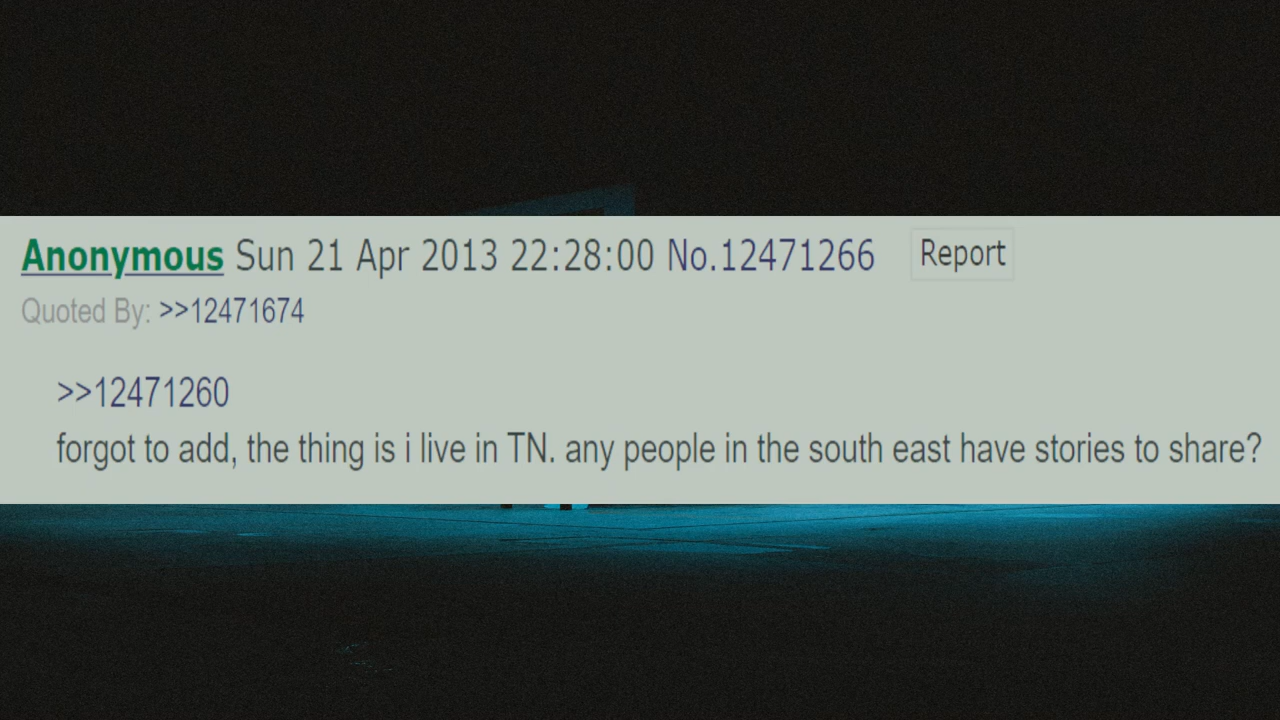 Anonymous Sun 21 Apr 2013 22:28:00 No.12471266 Report
Quoted By: >>12471674
>>12471260
forgot to add, the thing is i live in TN. any people in the south east have stories to share?